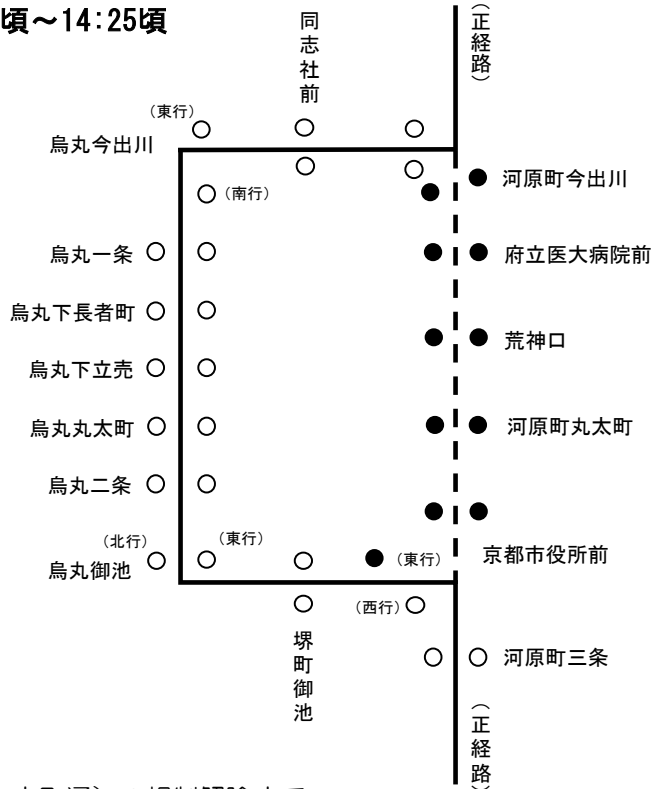 頃～14:25頃
（正経路）
同志社前
（東行）
烏丸今出川
河原町今出川
（南行）
烏丸一条
府立医大病院前
烏丸下長者町
荒神口
烏丸下立売
烏丸丸太町
河原町丸太町
烏丸二条
（北行）
（東行）
（東行）
京都市役所前
烏丸御池
（西行）
堺町御池
河原町三条
（正経路）